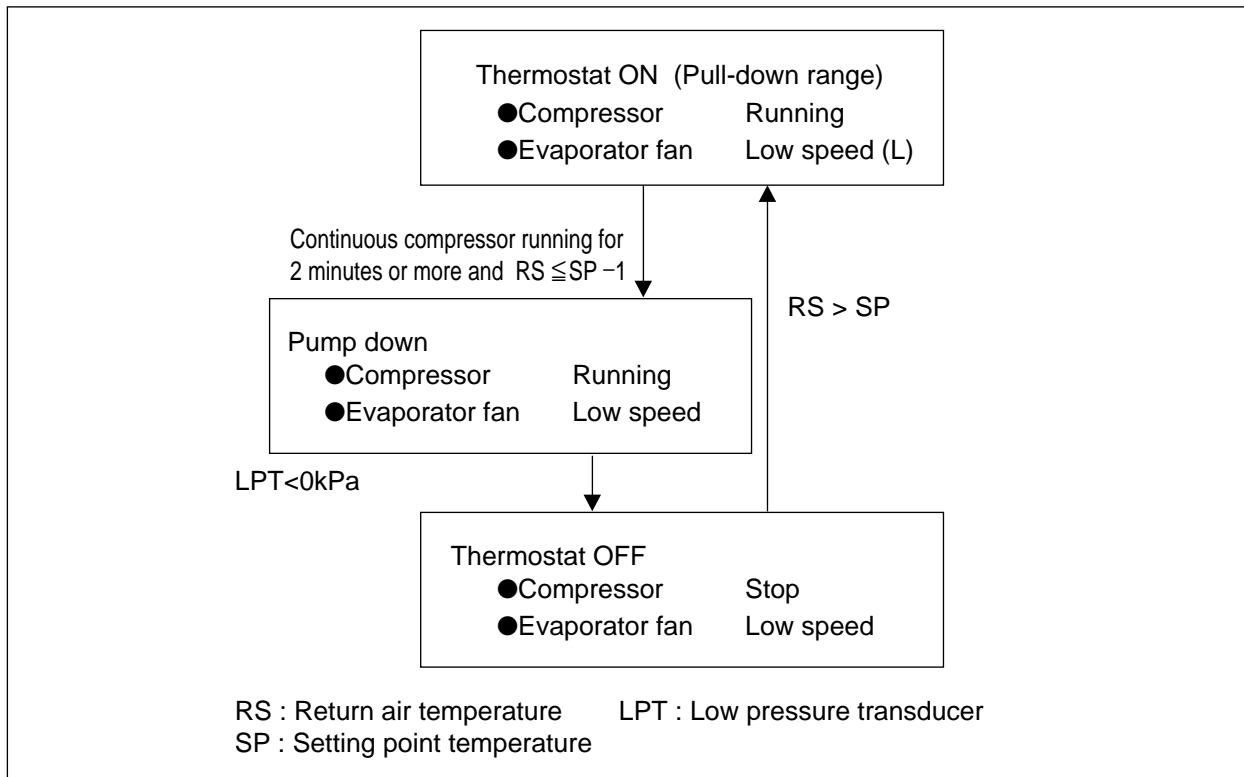 Thermostat ON (Pull-down range)
●Compressor Running
●Evaporator fan Low speed (L)
Continuous compressor running for
2 minutes or more and RS ≦SP −1
RS > SP
Pump down
●Compressor Running
●Evaporator fan Low speed
LPT<0kPa
Thermostat OFF
●Compressor Stop
●Evaporator fan Low speed
RS : Return air temperature LPT : Low pressure transducer
SP : Setting point temperature